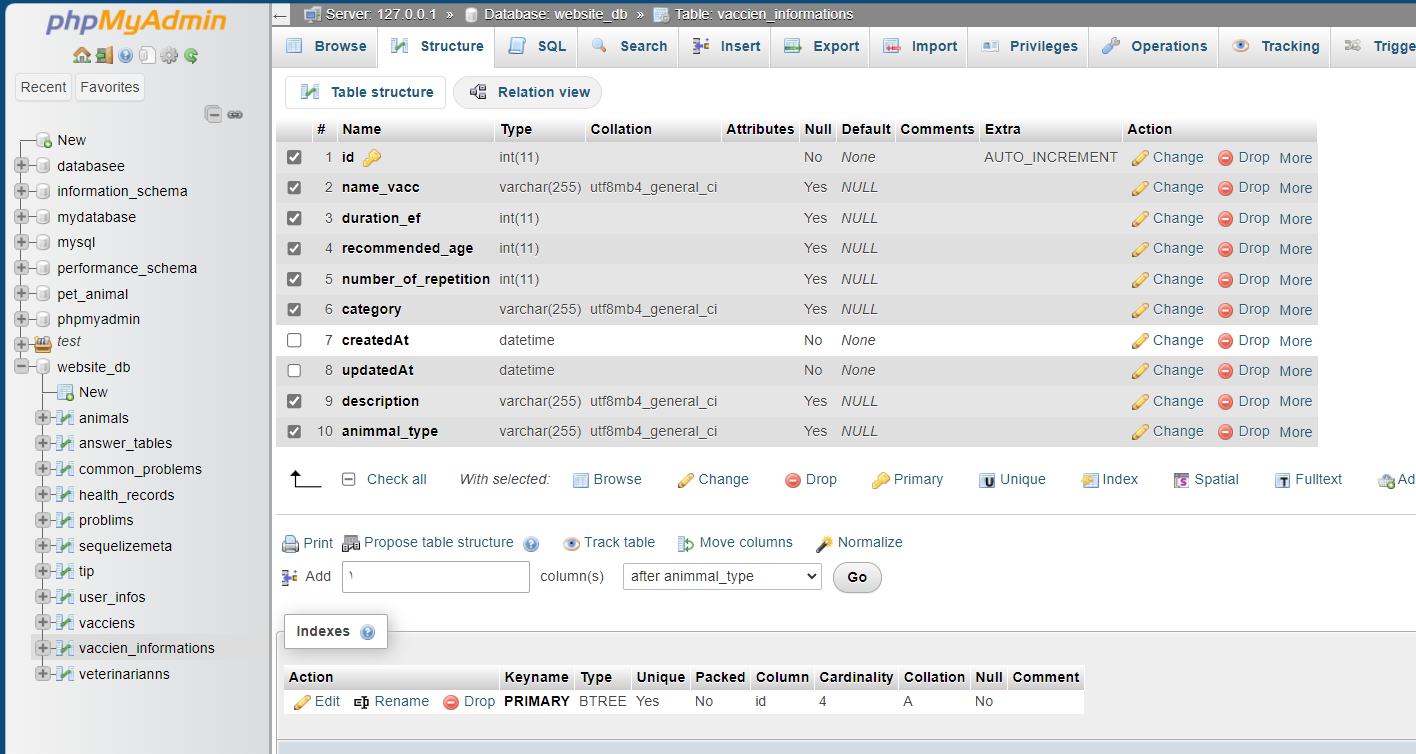 phpMyAdmin
Recent Favorites
New
databasee
information_schema
mydatabase
mysql
performance_schema
pet_animal
phpmyadmin
test
website_db
New
animals
answer_tables
common_problems
health_records
problims
sequelizemeta
tip
user_infos
vacciens
vaccien_informations
veterinarianns
Server: 127.0.0.1 » Database: website_db » Table: vaccien_informations
Browse Structure SQL Search Insert Export Import Privileges Operations Tracking Trigge
Table structure Relation view
# Name Type Collation Attributes Null Default Comments Extra Action
1 id int(11) No None AUTO_INCREMENT Change Drop More
2 name_vacc varchar(255) utf8mb4_general_ci Yes NULL Change Drop More
3 duration_ef int(11) Yes NULL Change Drop More
4 recommended_age int(11) Yes NULL Change Drop More
5 number_of_repetition int(11) Yes NULL Change Drop More
6 category varchar(255) utf8mb4_general_ci Yes NULL Change Drop More
7 createdAt datetime No None Change Drop More
8 updatedAt datetime No None Change Drop More
9 description varchar(255) utf8mb4_general_ci Yes NULL Change Drop More
10 animmal_type varchar(255) utf8mb4_general_ci Yes NULL Change Drop More
Check all With selected: Browse Change Drop Primary Unique Index Spatial Fulltext Ad
Print Propose table structure Track table Move columns Normalize
Add ١ column(s) after animmal_type Go
Indexes
Action Keyname Type Unique Packed Column Cardinality Collation Null Comment
Edit Rename Drop PRIMARY BTREE Yes No id 4 A No